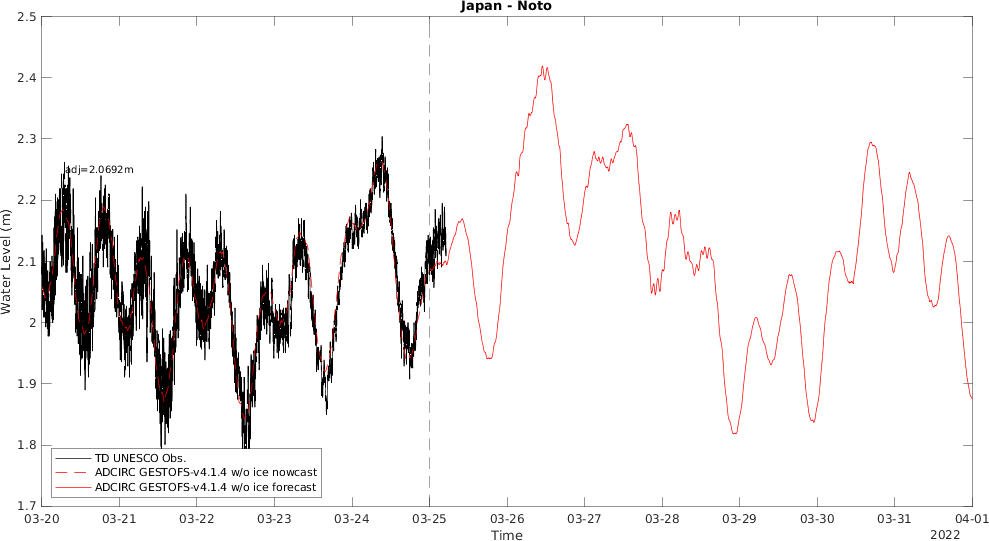 Japan - Noto
2.5
2.4
2.3
2.2
2.1
2
1.9
1.8
1.7
Water Level (m)
adj=2.0692m
TD UNESCO Obs.
ADCIRC GESTOFS-v4.1.4 w/o ice nowcast
ADCIRC GESTOFS-v4.1.4 w/o ice forecast
03-20 03-21 03-22 03-23 03-24 03-25 03-26 03-27 03-28 03-29 03-30 03-31 04-01
Time
2022